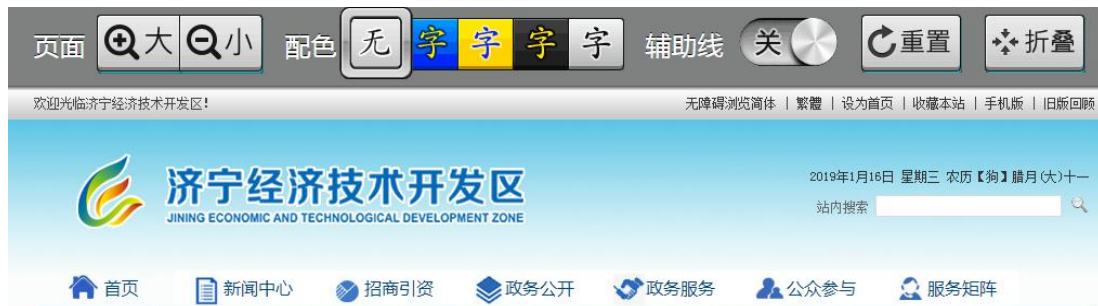 页面 大 小 配色 无 字 字 字 字 辅助线 关 重置 折叠
欢迎光临济宁经济技术开发区! 无障碍浏览简体 | 繁體 | 设为首页 | 收藏本站 | 手机版 | 旧版回顾
济宁经济技术开发区
JINING ECONOMIC AND TECHNOLOGICAL DEVELOPMENT ZONE
2019年1月16日 星期三 农历【狗】腊月(大)十一
站内搜索
首页 新闻中心 招商引资 政务公开 政务服务 公众参与 服务矩阵